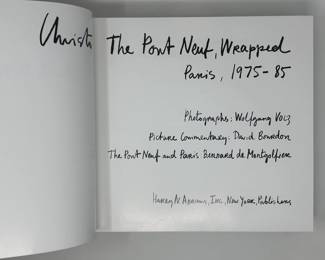 Christ
The Pont Neuf, Wrapped
Paris, 1975-85
Photographs: Wolfgang Volz
Picture Commentary: David Bourdon
The Pont Neuf and Paris Bernard de Montgolfier
Harry N. Abrams, Inc., New York, Publishers